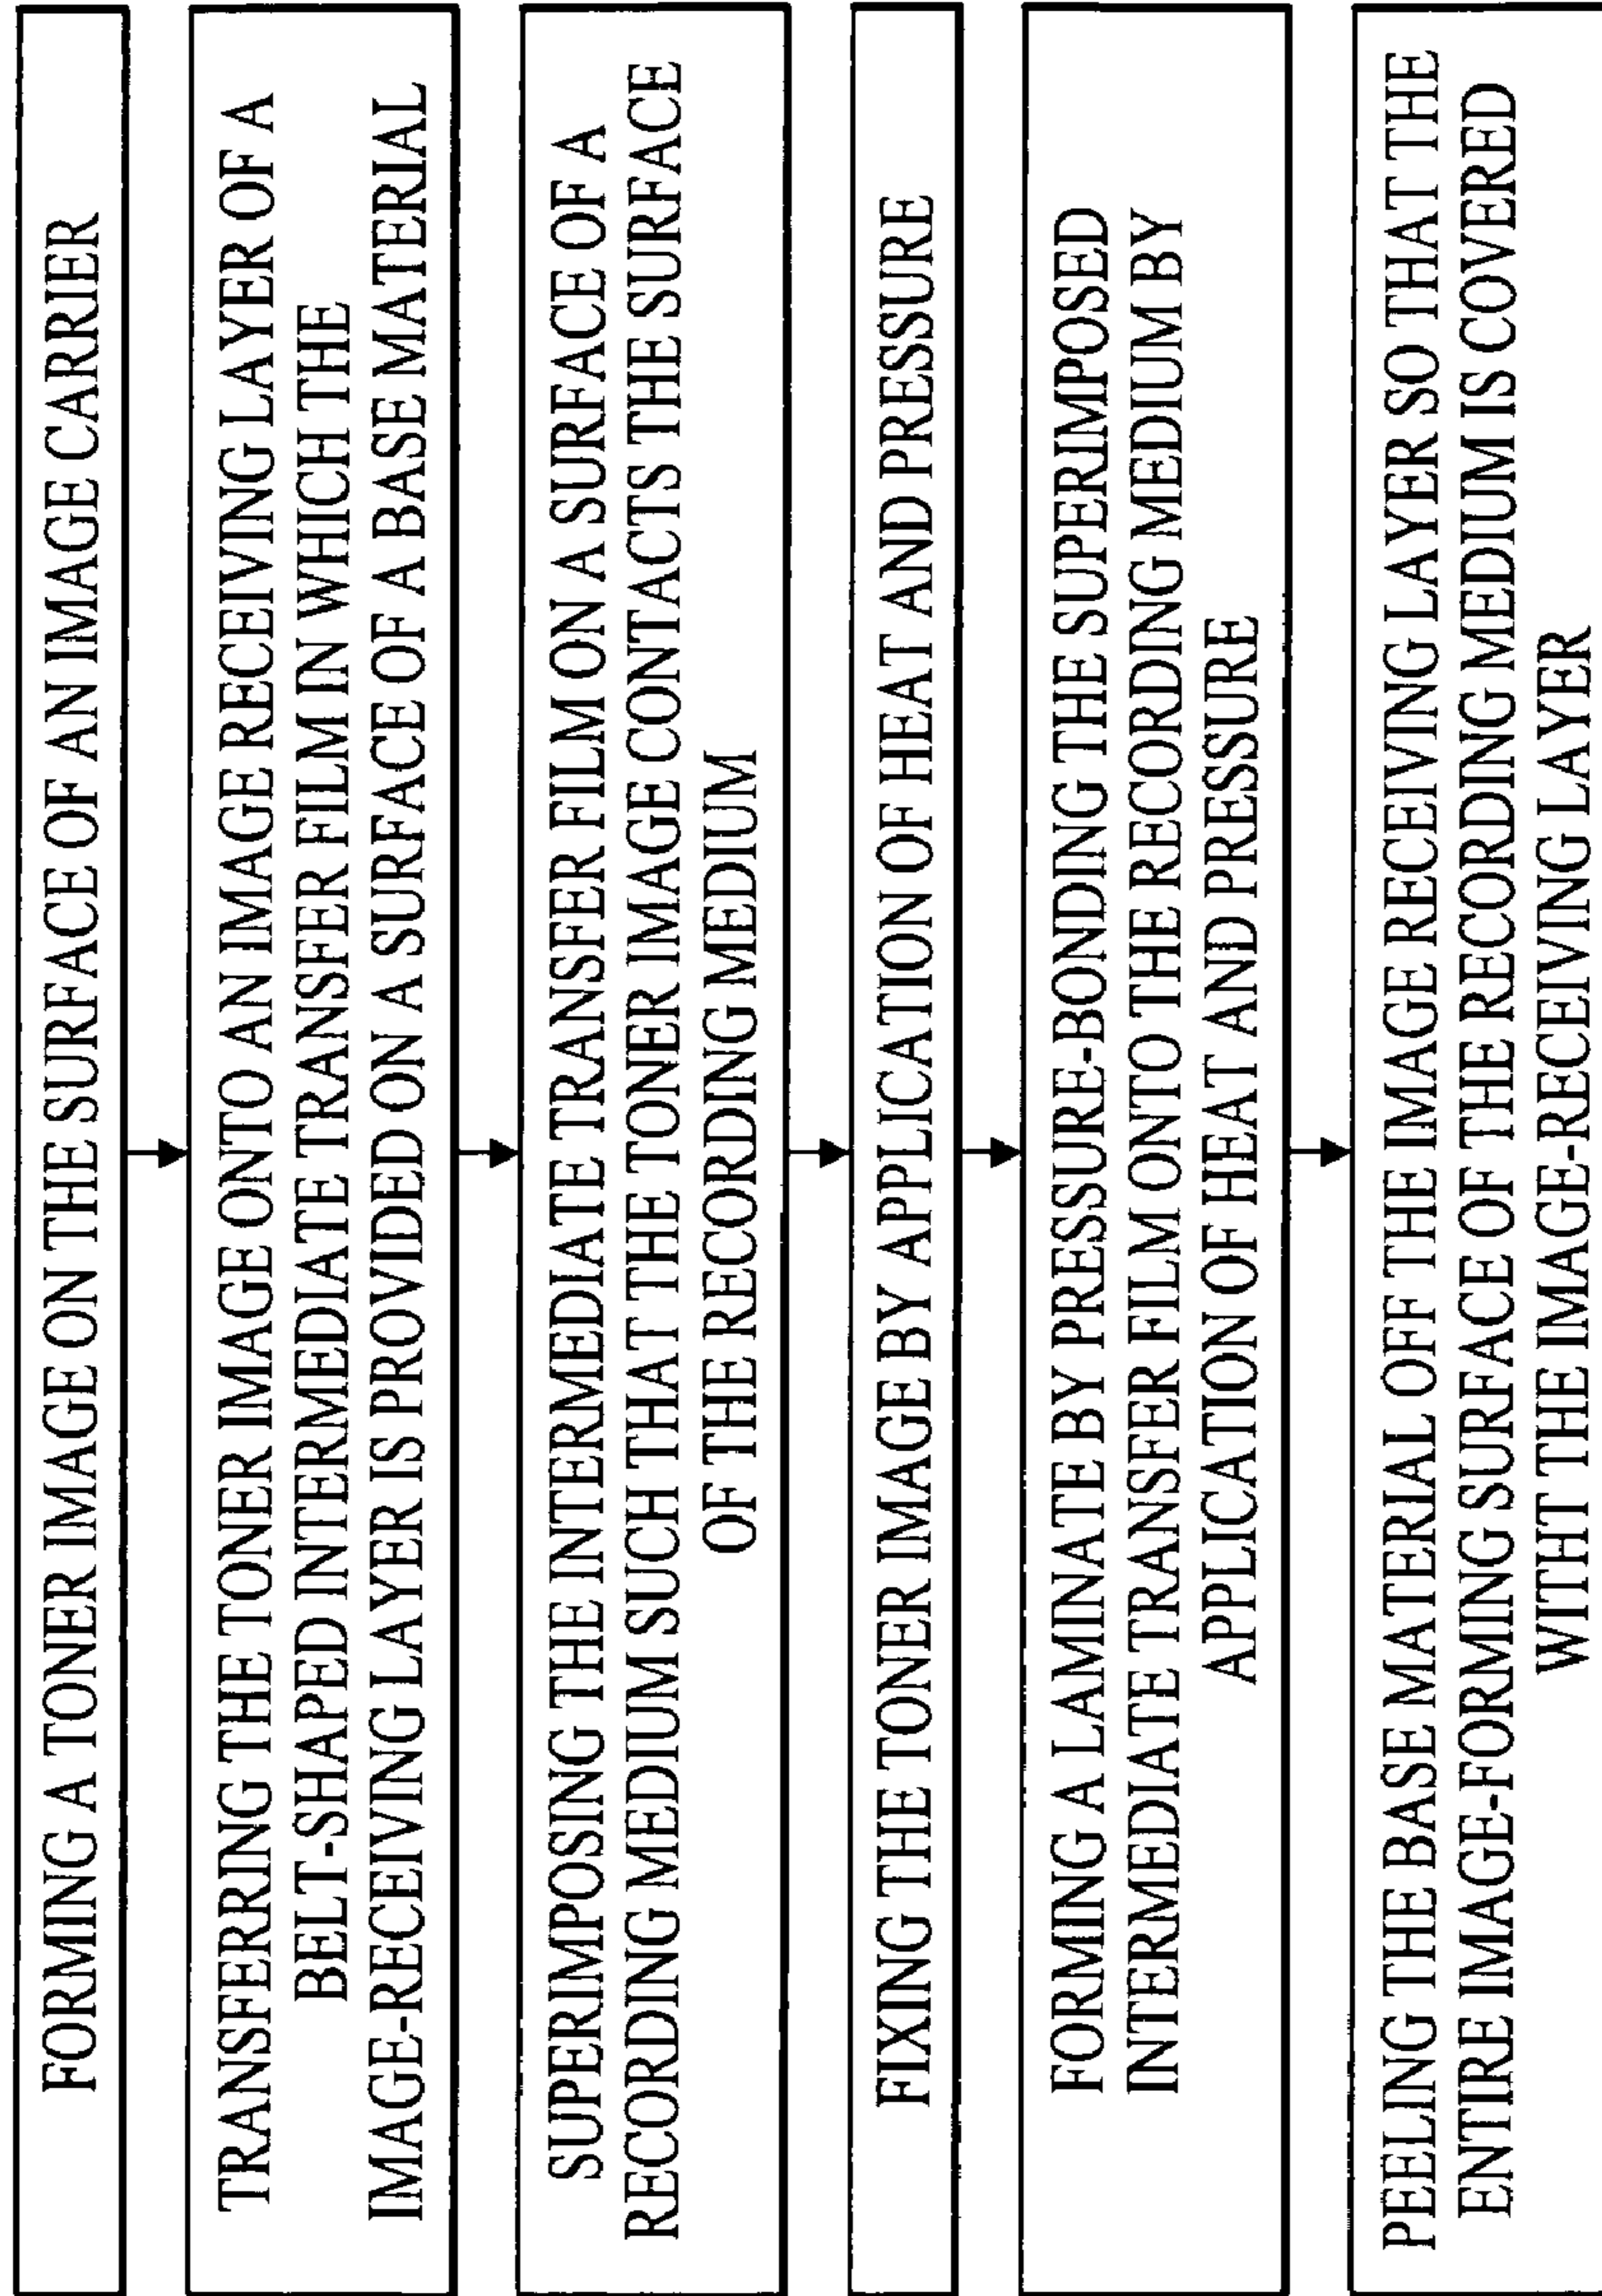 FORMING A TONER IMAGE ON THE SURFACE OF AN IMAGE CARRIER
TRANSFERRING THE TONER IMAGE ONTO AN IMAGE RECEIVING LAYER OF A
BELT-SHAPED INTERMEDIATE TRANSFER FILM IN WHICH THE
IMAGE-RECEIVING LAYER IS PROVIDED ON A SURFACE OF A BASE MATERIAL
SUPERIMPOSING THE INTERMEDIATE TRANSFER FILM ON A SURFACE OF A
RECORDING MEDIUM SUCH THAT THE TONER IMAGE CONTACTS THE SURFACE
OF THE RECORDING MEDIUM
FIXING THE TONER IMAGE BY APPLICATION OF HEAT AND PRESSURE
FORMING A LAMINATE BY PRESSURE-BONDING THE SUPERIMPOSED
INTERMEDIATE TRANSFER FILM ONTO THE RECORDING MEDIUM BY
APPLICATION OF HEAT AND PRESSURE
PEELING THE BASE MATERIAL OFF THE IMAGE RECEIVING LAYER SO THAT THE
ENTIRE IMAGE-FORMING SURFACE OF THE RECORDING MEDIUM IS COVERED
WITHT THE IMAGE-RECEIVING LAYER